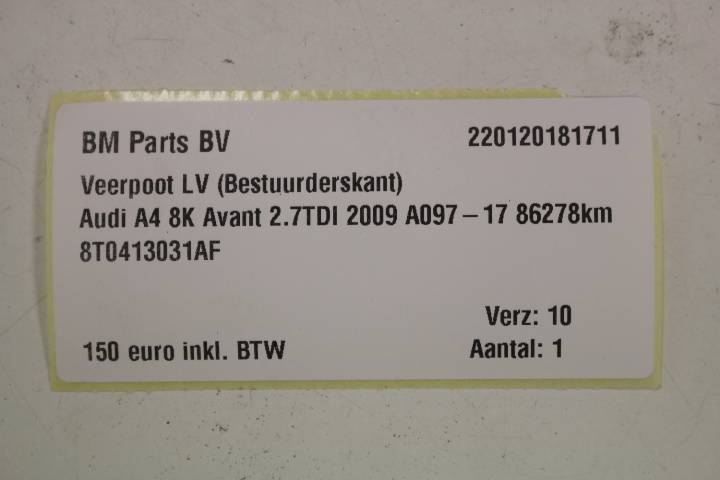 BM Parts BV 220120181711
Veerpoot LV (Bestuurderskant)
Audi A4 8K Avant 2.7TDI 2009 A097-17 86278km
8T0413031AF
Verz: 10
150 euro inkl. BTW Aantal: 1